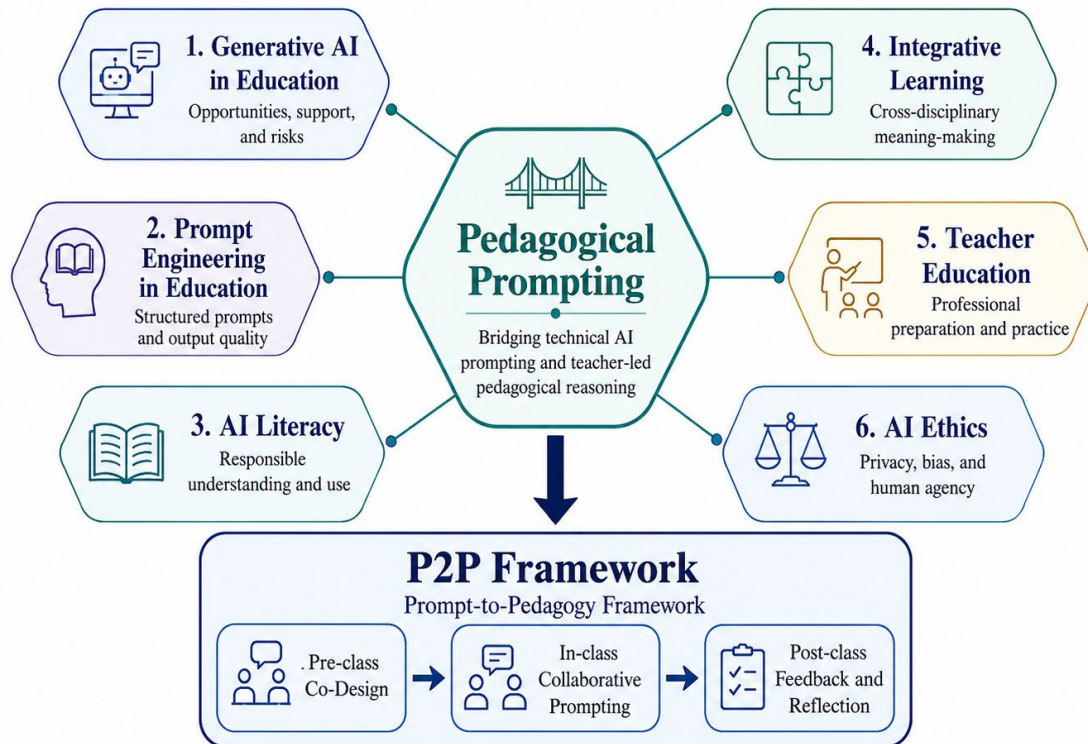 1. Generative AI
in Education
Opportunities, support,
and risks
2. Prompt
Engineering
in Education
Structured prompts
and output quality
3. AI Literacy
Responsible
understanding and use
Pedagogical
Prompting
Bridging technical AI
prompting and teacher-led
pedagogical reasoning
4. Integrative
Learning
Cross-disciplinary
meaning-making
5. Teacher
Education
Professional
preparation and practice
6. AI Ethics
Privacy, bias, and
human agency
P2P Framework
Prompt-to-Pedagogy Framework
. Pre-class
Co-Design
In-class
Collaborative
Prompting
Post-class
Feedback and
Reflection